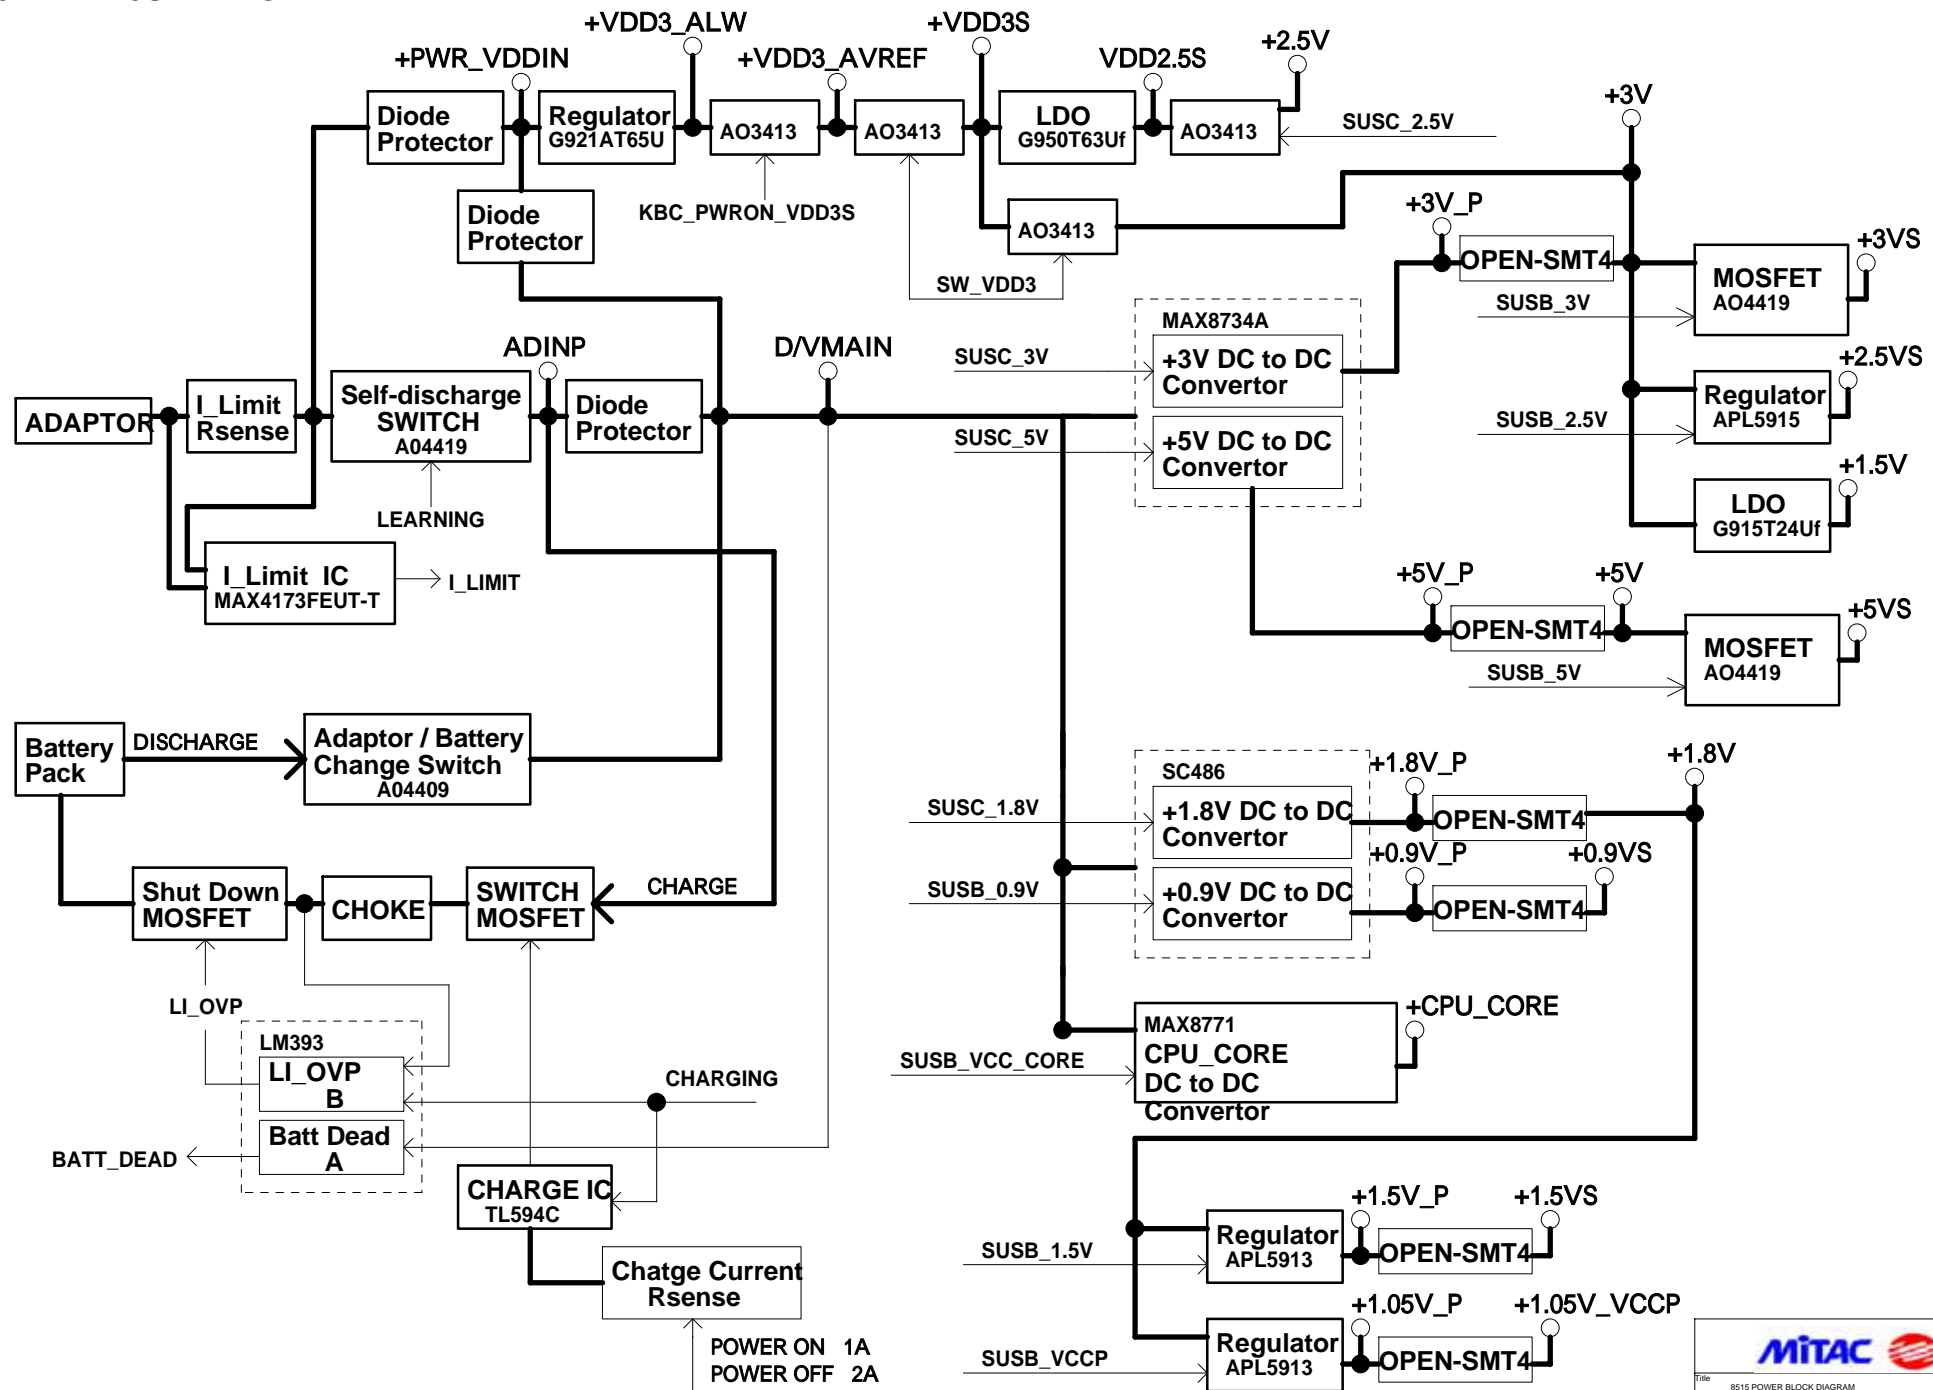 +VDD3_ALW
+VDD3S
+2.5V
+PWR_VDDIN
+VDD3_AVREF
VDD2.5S
+3V
Diode
Protector
Regulator
G921AT65U
AO3413
AO3413
LDO
G950T63Uf
AO3413
SUSC_2.5V
Diode
Protector
KBC_PWRON_VDD3S
AO3413
+3V_P
OPEN-SMT4
+3VS
MOSFET
AO4419
SW_VDD3
SUSB_3V
MAX8734A
ADINP
D/VMAIN
SUSC_3V
+3V DC to DC
Convertor
+2.5VS
ADAPTOR
I_Limit
Rsense
Self-discharge
SWITCH
A04419
Diode
Protector
SUSC_5V
+5V DC to DC
Convertor
SUSB_2.5V
Regulator
APL5915
+1.5V
LEARNING
LDO
G915T24Uf
I_Limit IC
MAX4173FEUT-T
I_LIMIT
+5V_P
+5V
OPEN-SMT4
+5VS
MOSFET
AO4419
SUSB_5V
Battery
Pack
DISCHARGE
Adaptor / Battery
Change Switch
A04409
SC486
+1.8V_P
+1.8V
SUSC_1.8V
+1.8V DC to DC
Convertor
OPEN-SMT4
+0.9V_P
+0.9VS
Shut Down
MOSFET
CHOKE
SWITCH
MOSFET
CHARGE
SUSB_0.9V
+0.9V DC to DC
Convertor
OPEN-SMT4
LI_OVP
LM393
LI_OVP
B
CHARGING
Batt Dead
A
BATT_DEAD
SUSB_VCC_CORE
MAX8771
CPU_CORE
DC to DC
Convertor
+CPU_CORE
CHARGE IC
TL594C
Chatge Current
Rsense
POWER ON 1A
POWER OFF 2A
SUSB_1.5V
Regulator
APL5913
+1.5V_P
+1.5VS
OPEN-SMT4
SUSB_VCCP
Regulator
APL5913
+1.05V_P
+1.05V_VCCP
OPEN-SMT4
MiTAC
Title
8515 POWER BLOCK DIAGRAM